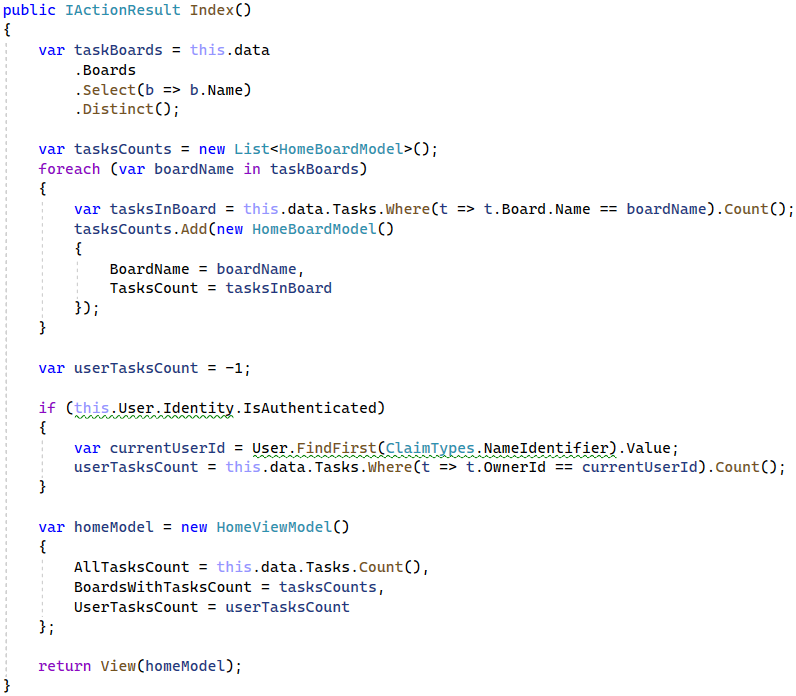 public IActionResult Index()
{
    var taskBoards = this.data
        .Boards
        .Select(b => b.Name)
        .Distinct();

    var tasksCounts = new List<HomeBoardModel>();
    foreach (var boardName in taskBoards)
    {
        var tasksInBoard = this.data.Tasks.Where(t => t.Board.Name == boardName).Count();
        tasksCounts.Add(new HomeBoardModel()
        {
            BoardName = boardName,
            TasksCount = tasksInBoard
        });
    }

    var userTasksCount = -1;

    if (this.User.Identity.IsAuthenticated)
    {
        var currentUserId = User.FindFirst(ClaimTypes.NameIdentifier).Value;
        userTasksCount = this.data.Tasks.Where(t => t.OwnerId == currentUserId).Count();
    }

    var homeModel = new HomeViewModel()
    {
        AllTasksCount = this.data.Tasks.Count(),
        BoardsWithTasksCount = tasksCounts,
        UserTasksCount = userTasksCount
    };

    return View(homeModel);
}